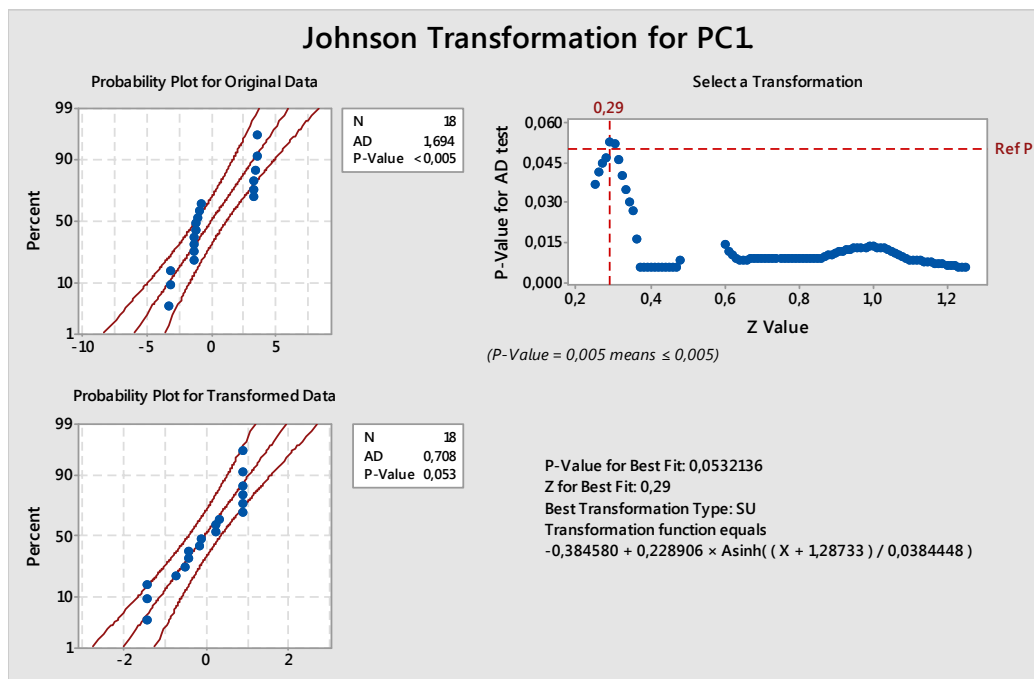 Johnson Transformation for PC1
Probability Plot for Original Data
99
90
50
10
1
Percent
-10 -5 0 5
N 18
AD 1,694
P-Value <0,005
Select a Transformation
0,29
0,060
0,045
0,030
0,015
0,000
P-Value for AD test
Ref P
0,2 0,4 0,6 0,8 1,0 1,2
Z Value
(P-Value = 0,005 means ≤ 0,005)
Probability Plot for Transformed Data
99
90
50
10
1
Percent
-2 0 2
N 18
AD 0,708
P-Value 0,053
P-Value for Best Fit: 0,0532136
Z for Best Fit: 0,29
Best Transformation Type: SU
Transformation function equals
-0,384580 + 0,228906 × Asinh( ( X + 1,28733 ) / 0,0384448 )